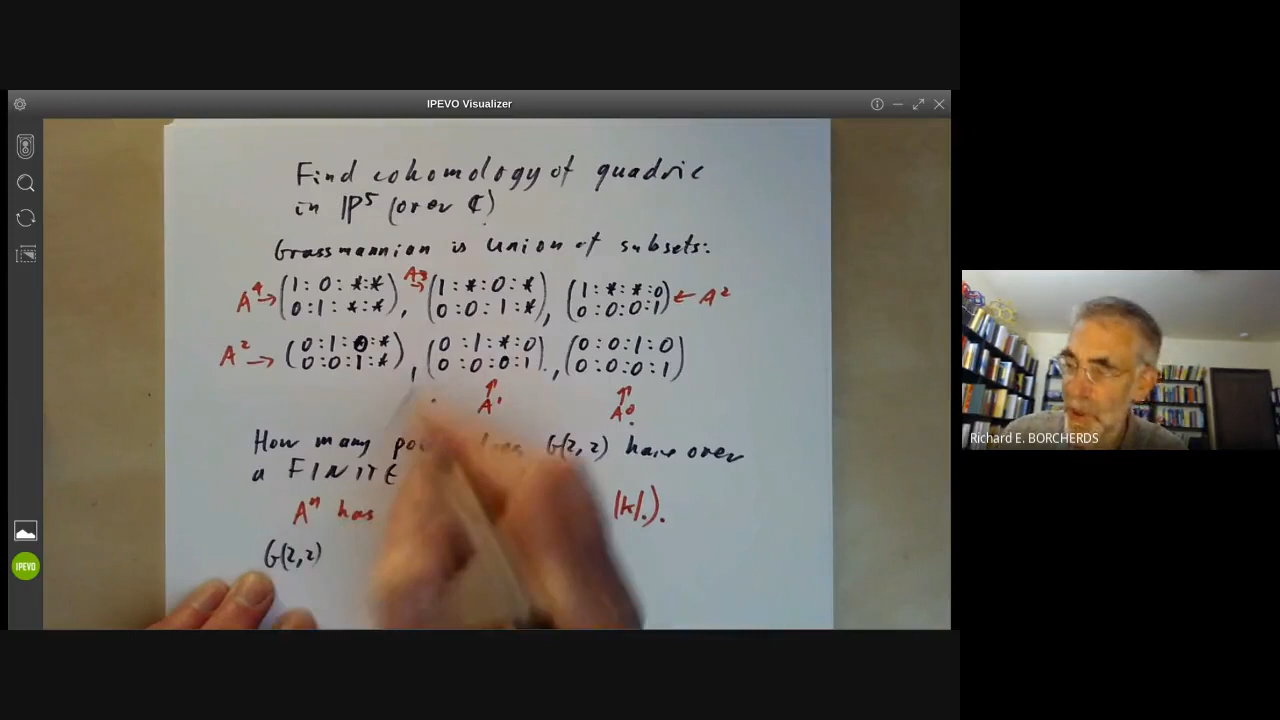 IPEVO Visualizer
Find cohomology of quadric
in P⁵ (over ℂ)
Grassmannian is union of subsets:
A⁴ → (1 : 0 : * : * / 0 : 1 : * : *), A³ → (1 : * : 0 : * / 0 : 0 : 1 : *), (1 : * : * : 0 / 0 : 0 : 0 : 1) ← A²
A² → (0 : 1 : 0 : * / 0 : 0 : 1 : *), (0 : 1 : * : 0 / 0 : 0 : 0 : 1), (0 : 0 : 1 : 0 / 0 : 0 : 0 : 1)
↑ A¹ ↑ A⁰
How many G(2,2) have over
a FINITE
Aⁿ has |k|).
G(2,2)
IPEVO
Richard E. BORCHERDS